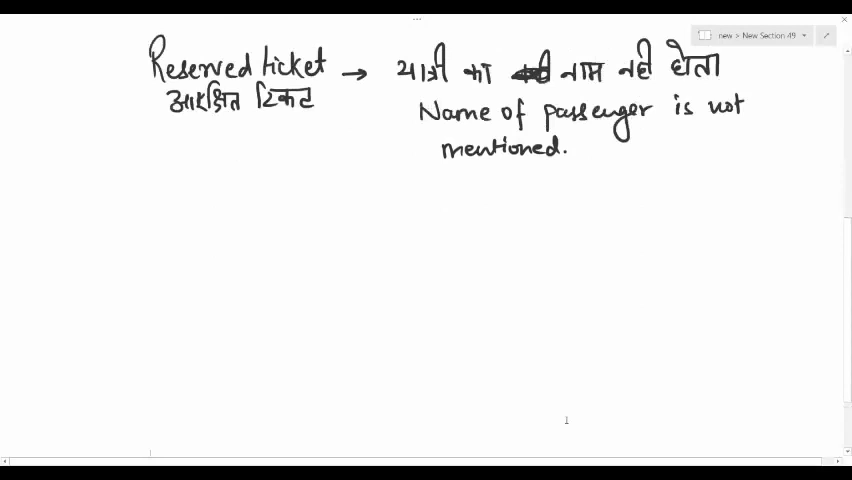 new > New Section 49
Reserved ticket → यात्री का नाम नही होता
आरक्षित टिकट
Name of passenger is not
mentioned.